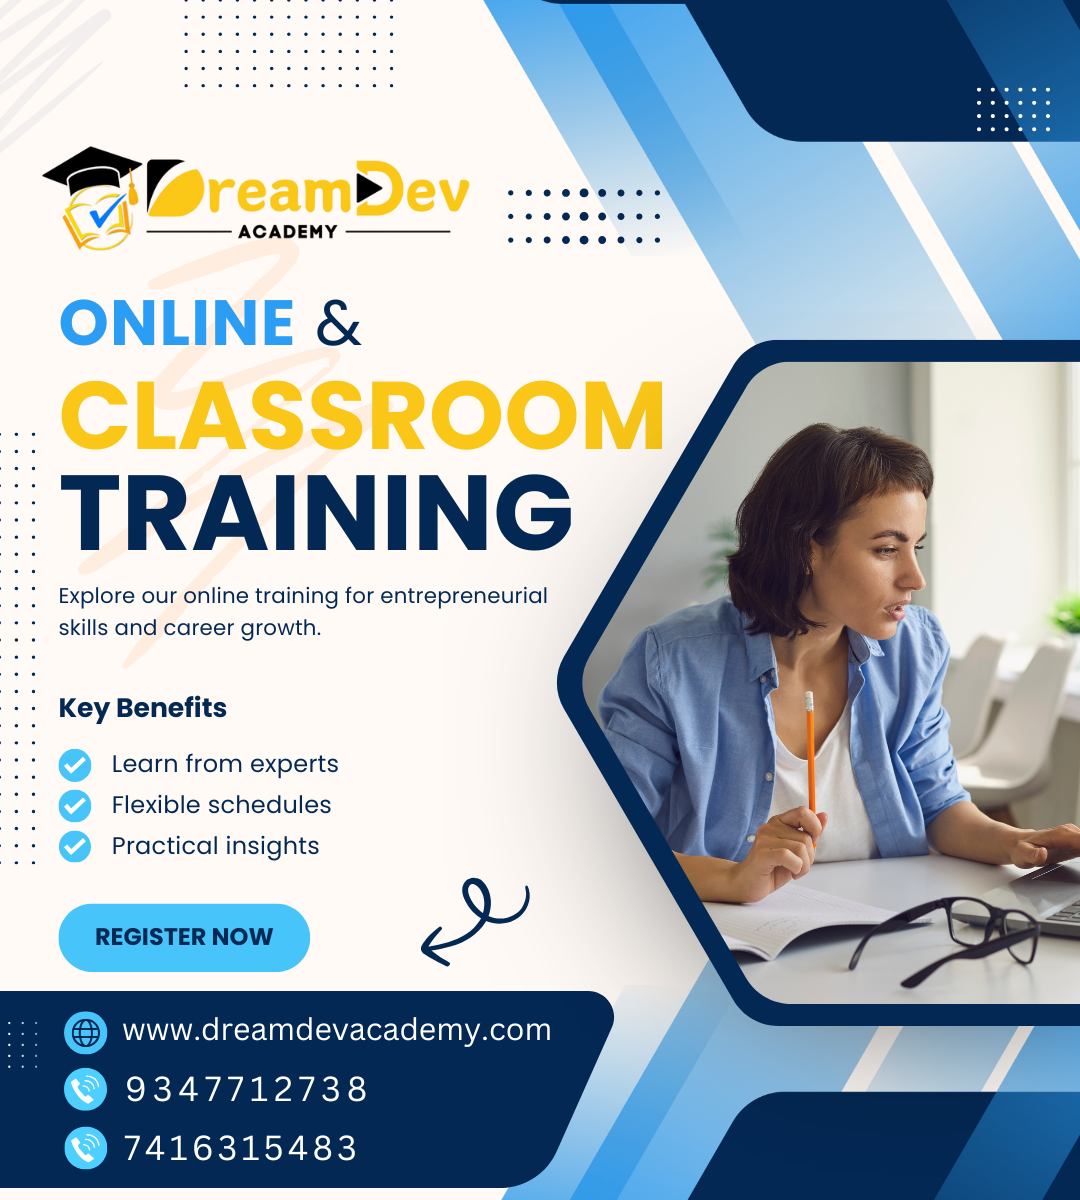 DreamDev
ACADEMY
ONLINE &
CLASSROOM
TRAINING
Explore our online training for entrepreneurial
skills and career growth.
Key Benefits
Learn from experts
Flexible schedules
Practical insights
REGISTER NOW
www.dreamdevacademy.com
9347712738
7416315483